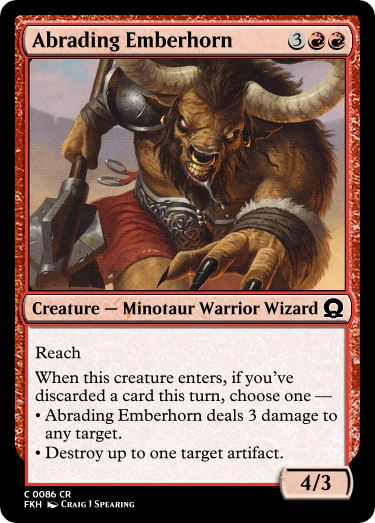 Abrading Emberhorn 3
Creature — Minotaur Warrior Wizard
Reach
When this creature enters, if you've
discarded a card this turn, choose one —
• Abrading Emberhorn deals 3 damage to
any target.
• Destroy up to one target artifact.
4/3
C 0086 CR
FKH Craig J Spearing